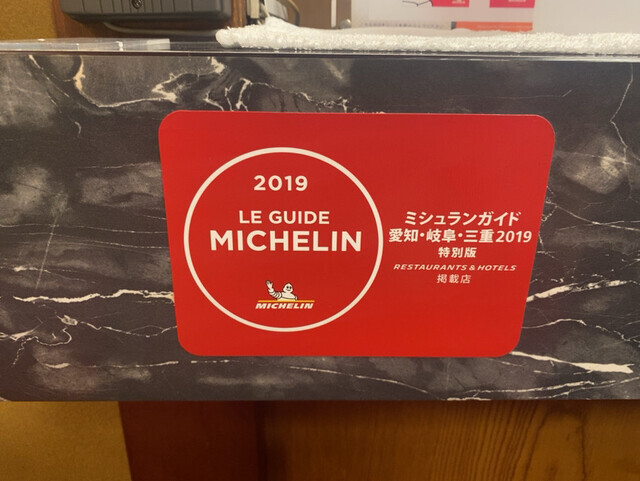 2019
LE GUIDE
MICHELIN
MICHELIN
ミシュランガイド
愛知・岐阜・三重2019
特別版
RESTAURANTS & HOTELS
掲載店